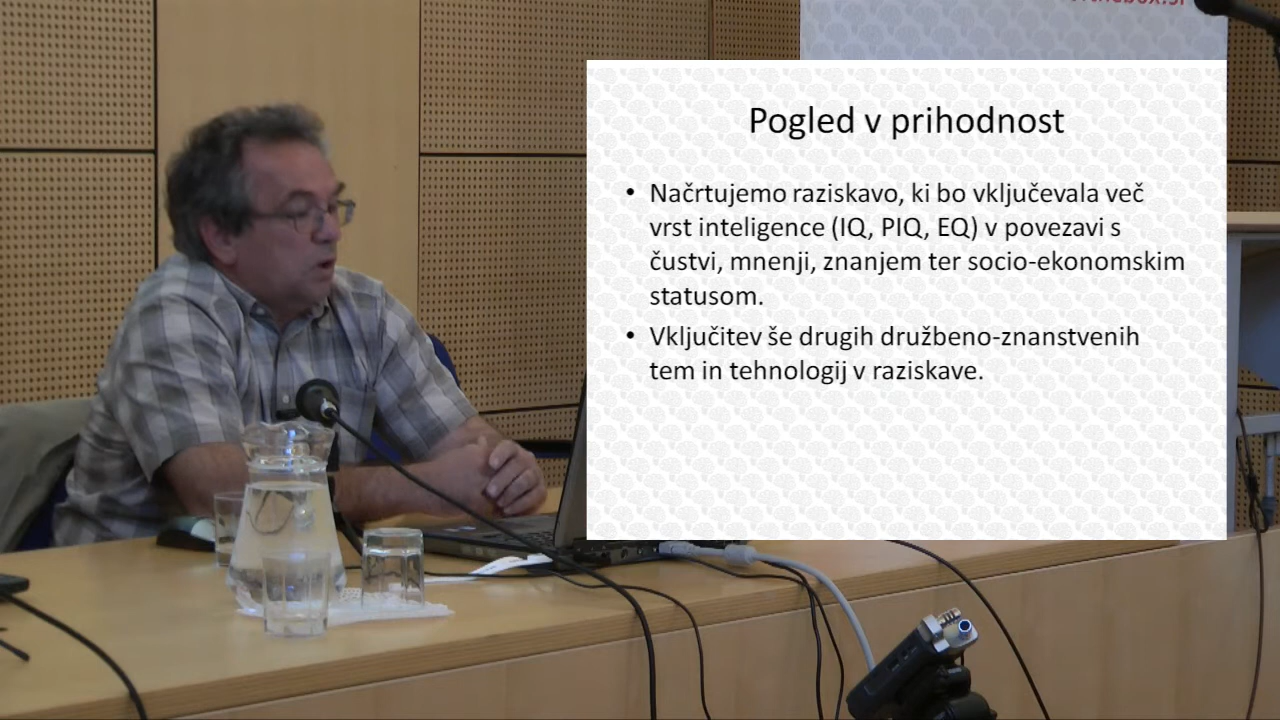 Pogled v prihodnost
• Načrtujemo raziskavo, ki bo vključevala več
vrst inteligence (IQ, PIQ, EQ) v povezavi s
čustvi, mnenji, znanjem ter socio-ekonomskim
statusom.
• Vključitev še drugih družbeno-znanstvenih
tem in tehnologij v raziskave.